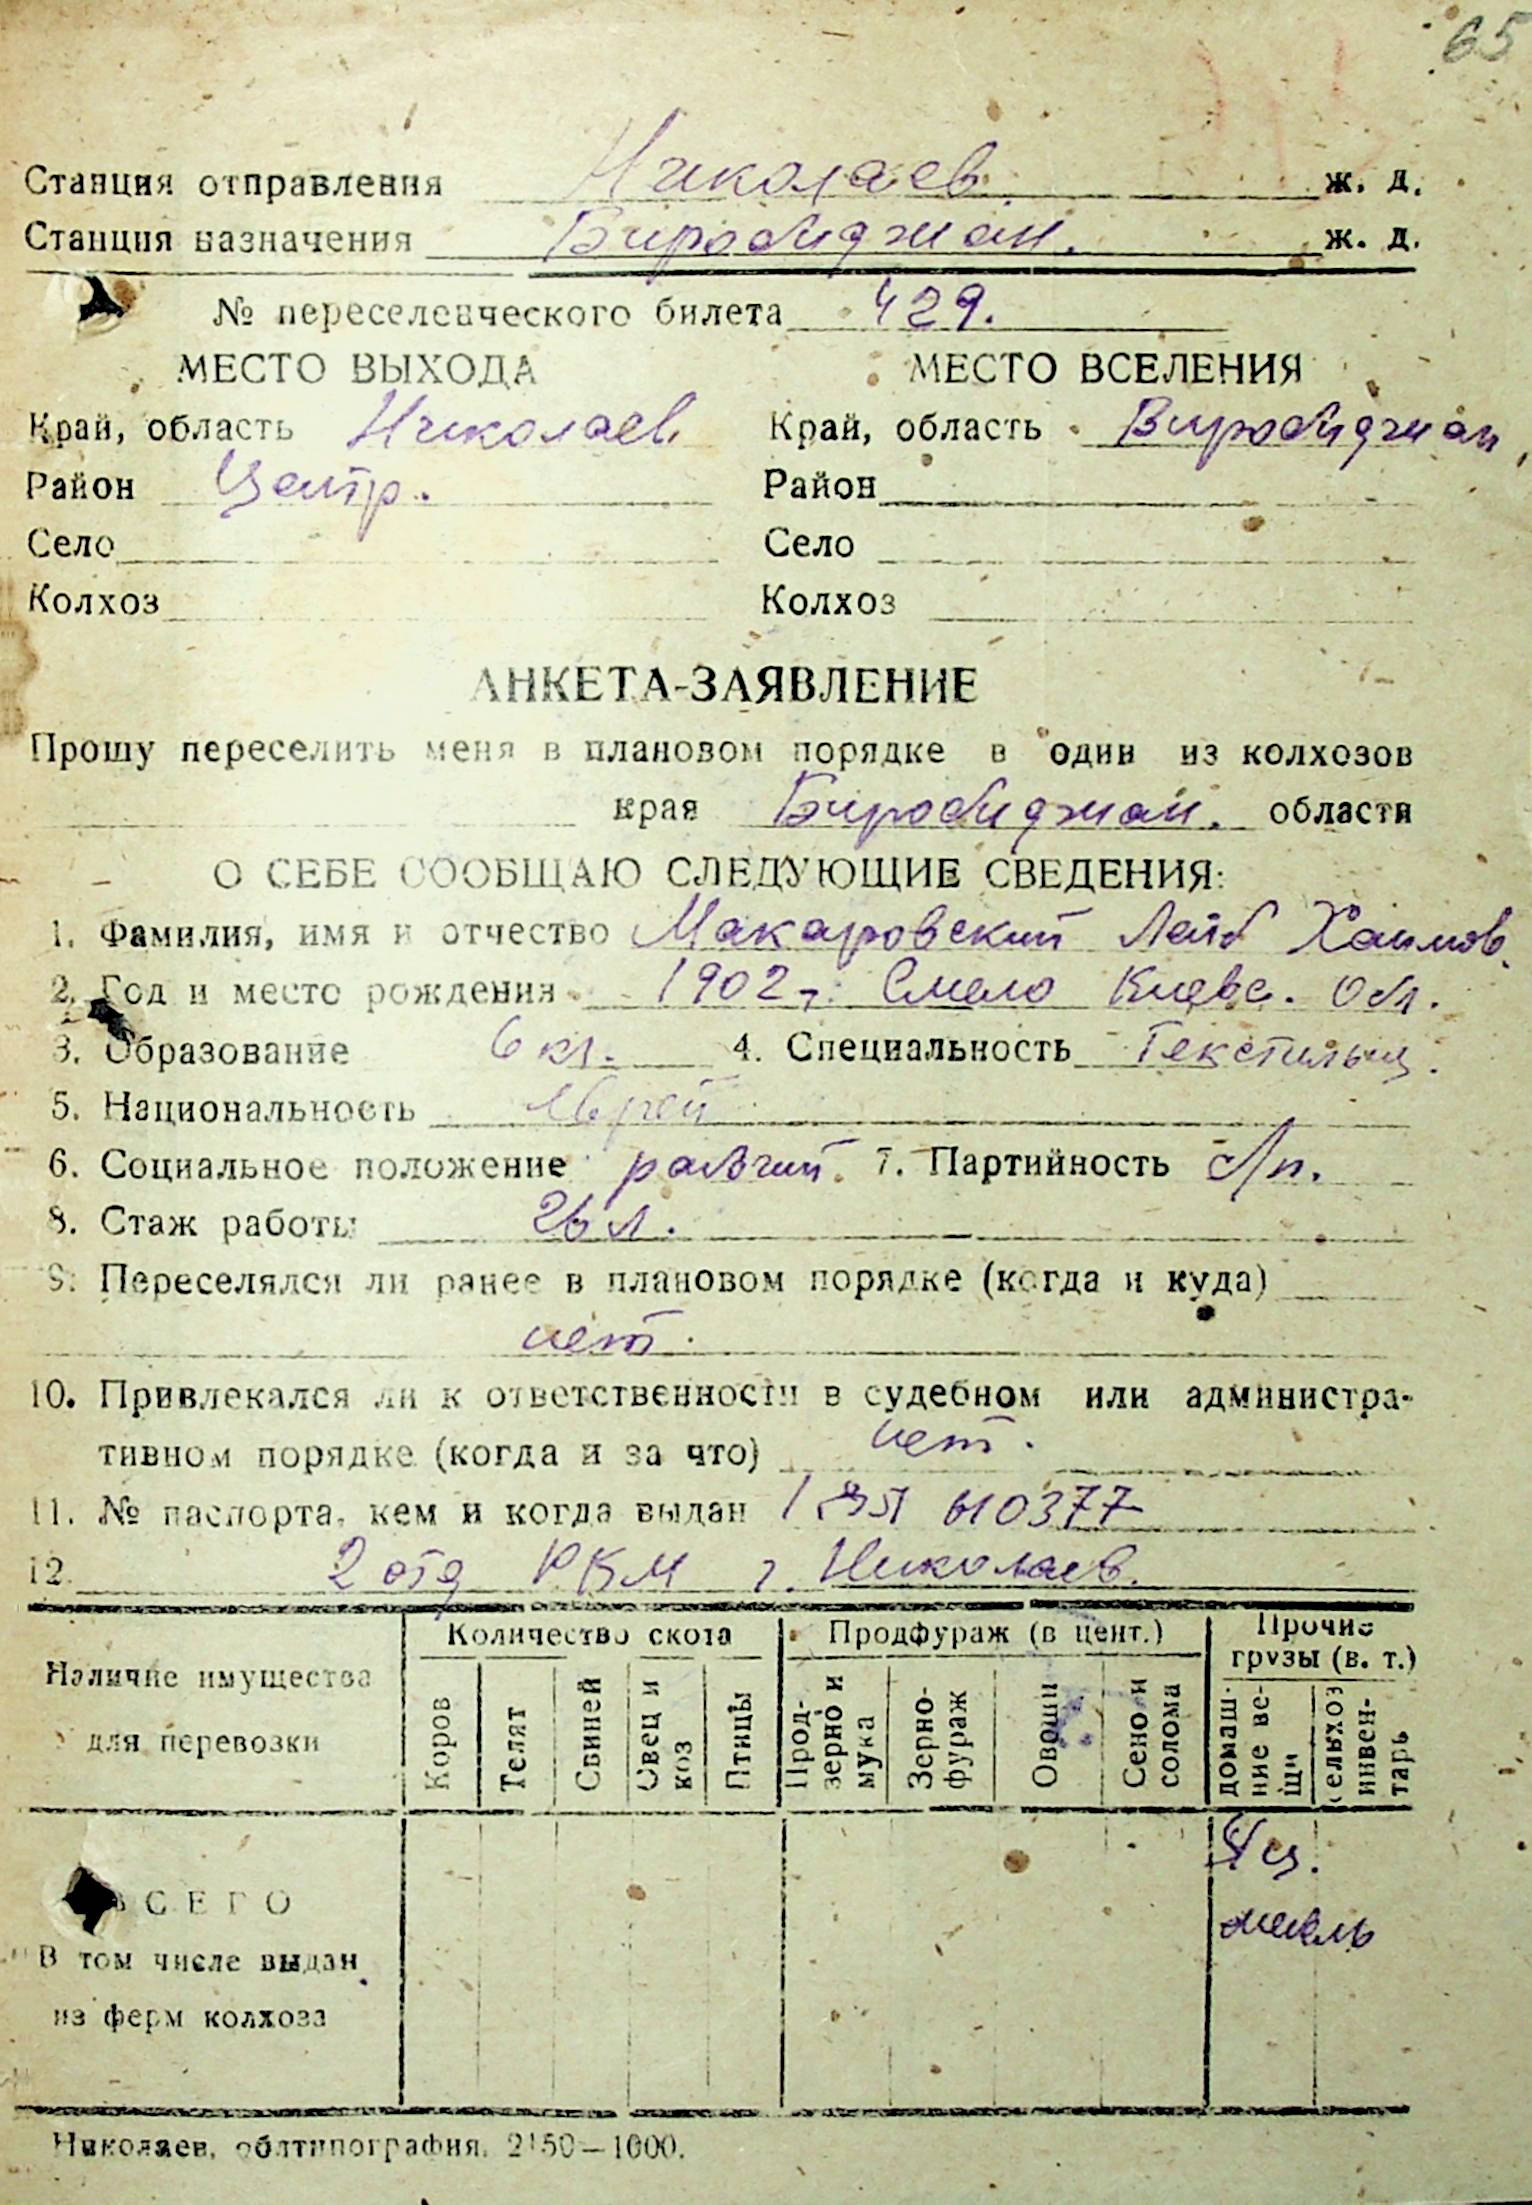 65
Станция отправления Николаев ж. д.
Станция назначения Биробиджан. ж. д.
№ переселенческого билета 429.
МЕСТО ВЫХОДА МЕСТО ВСЕЛЕНИЯ
Край, область Николаев. Край, область Биробиджан
Район Центр. Район
Село Село
Колхоз Колхоз
АНКЕТА-ЗАЯВЛЕНИЕ
Прошу переселить меня в плановом порядке в один из колхозов
края Биробиджан. области
О СЕБЕ СООБЩАЮ СЛЕДУЮЩИЕ СВЕДЕНИЯ:
1. Фамилия, имя и отчество Макаровский Лейб Хаимов.
2. Год и место рождения 1902 г. Смело Киевс. Обл.
3. Образование 6 кл. 4. Специальность Текстильщ.
5. Национальность Еврей
6. Социальное положение рабочий. 7. Партийность б/п.
8. Стаж работы 26 л.
9. Переселялся ли ранее в плановом порядке (когда и куда)
нет.
10. Привлекался ли к ответственности в судебном или администра-
тивном порядке (когда и за что) нет.
11. № паспорта, кем и когда выдан 610377
12. 2 отд РКМ г. Николаев.
Наличие имущества для перевозки
Количество скота Продфураж (в цент.) Прочие грузы (в. т.)
Коров Телят Свиней Овец и коз Птицы Прод-зерно и мука Зерно-фураж Овощи Сено и солома домаш-ние ве-щи сельхоз инвен-тарь
ВСЕГО
В том числе выдан
из ферм колхоза
Николаев, облтипография. 2150—1000.